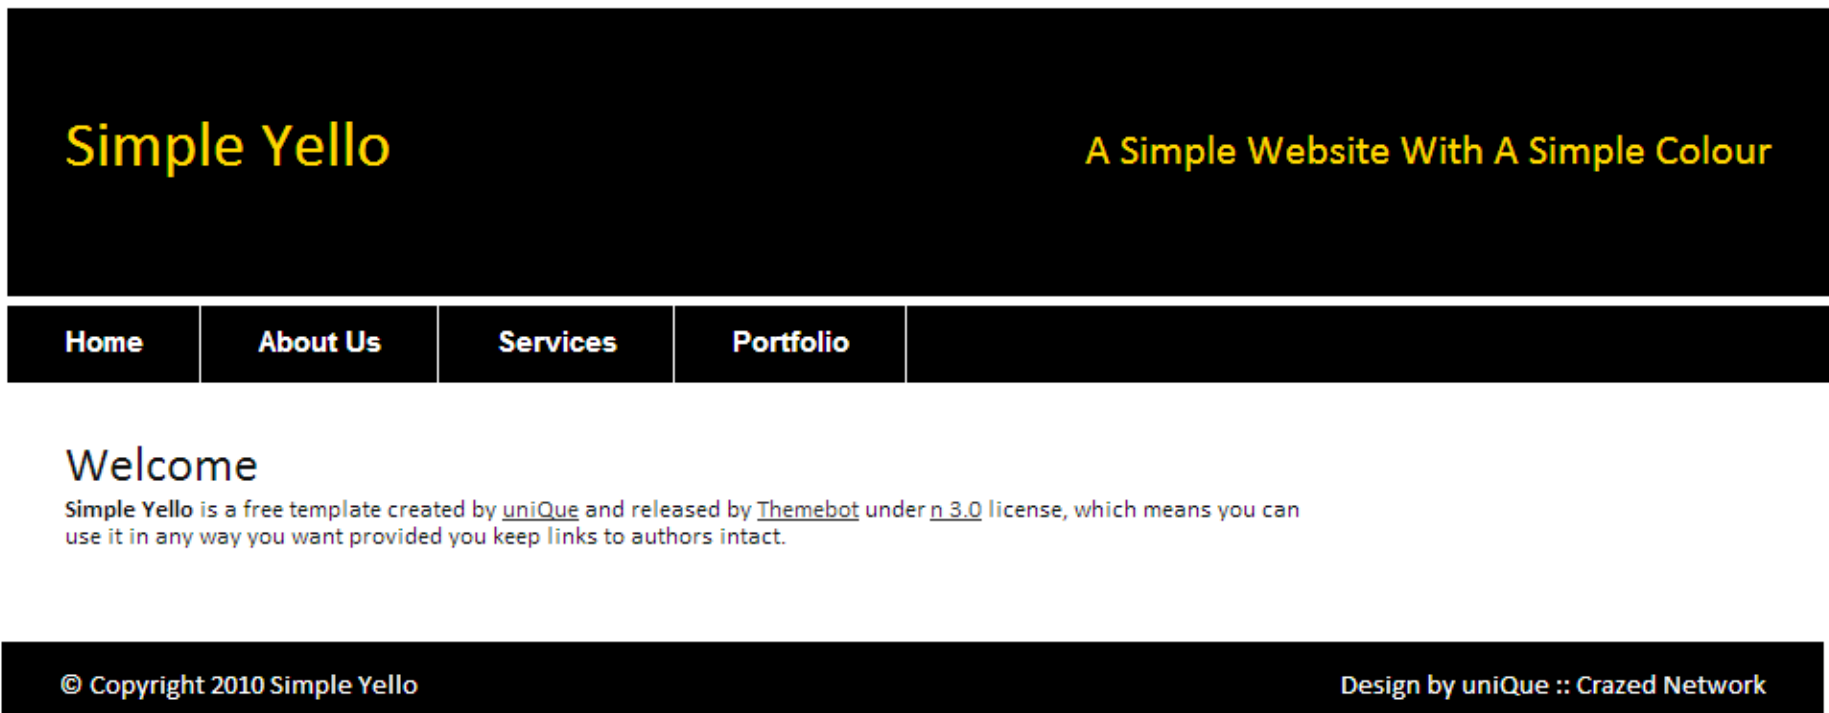 Simple Yello
A Simple Website With A Simple Colour
Home About Us Services Portfolio
Welcome
Simple Yello is a free template created by uniQue and released by Themebot under n 3.0 license, which means you can
use it in any way you want provided you keep links to authors intact.
© Copyright 2010 Simple Yello
Design by uniQue :: Crazed Network